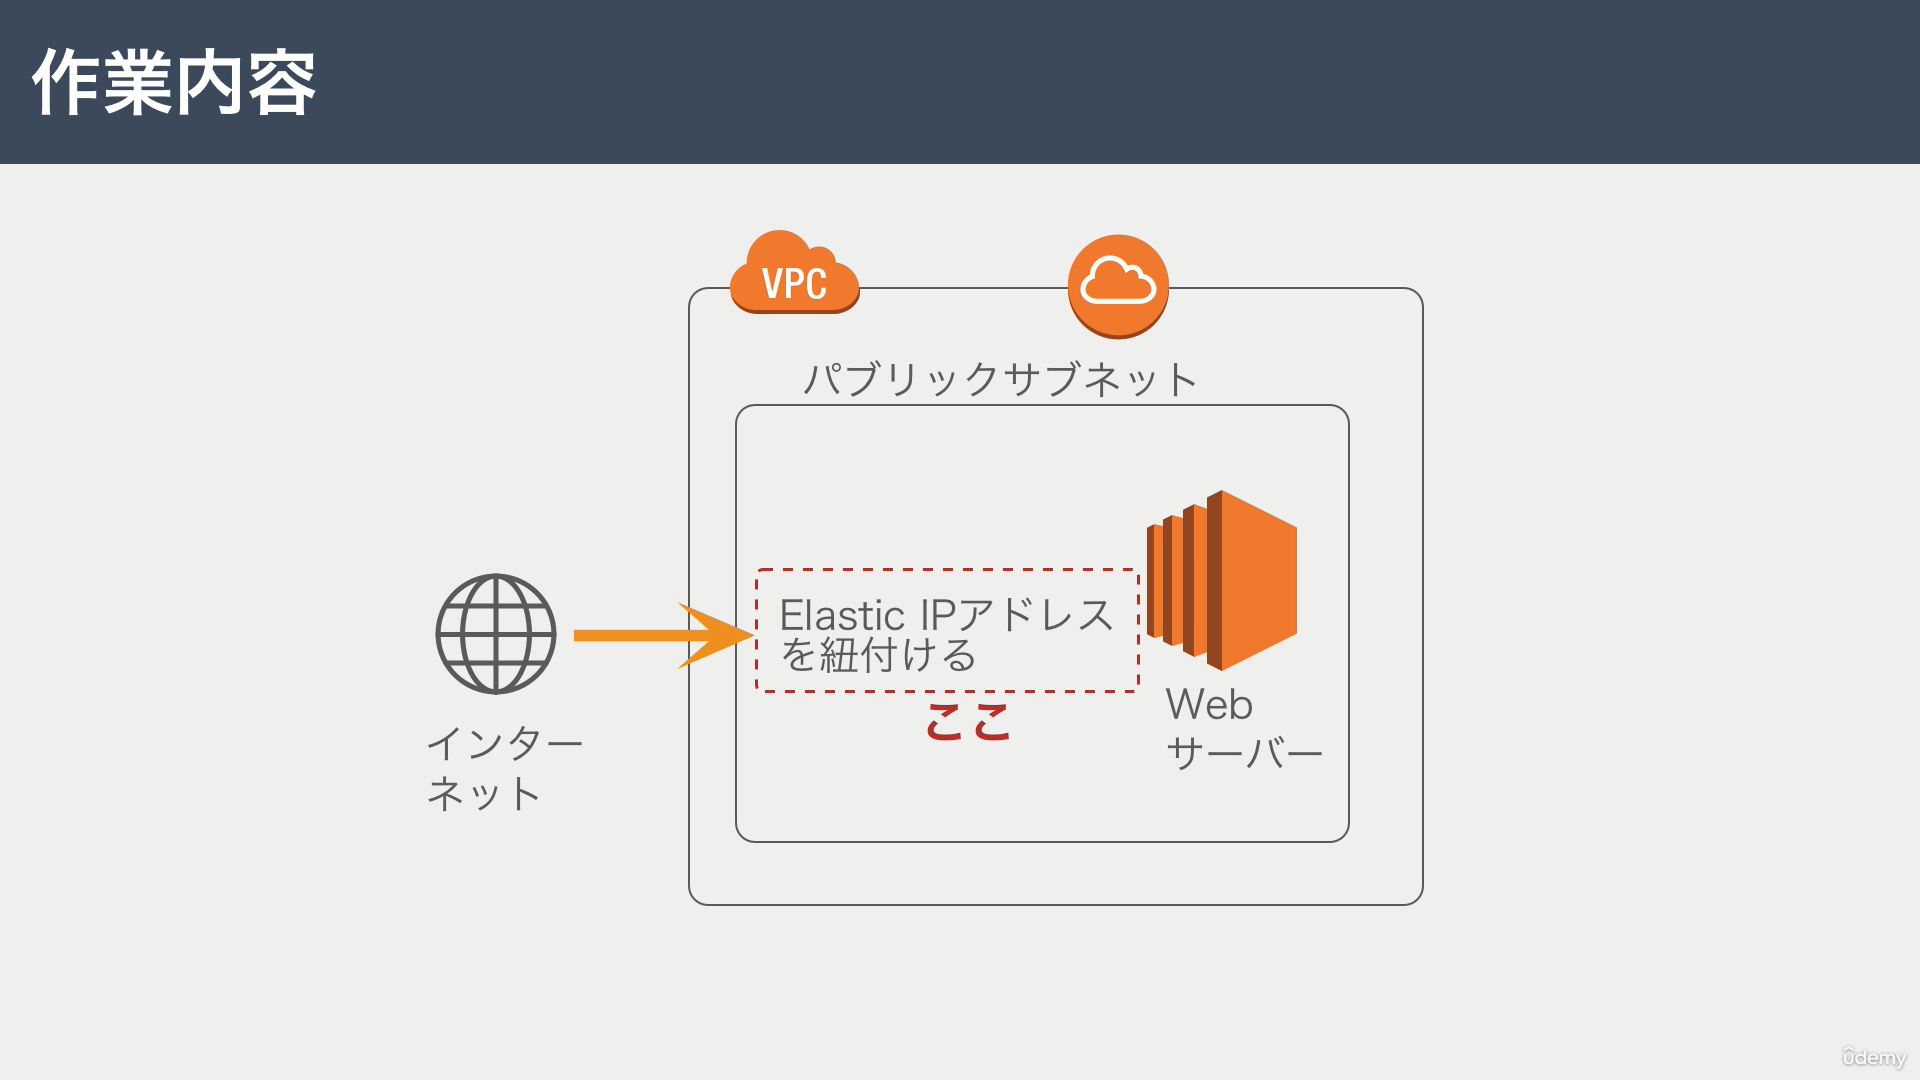 作業内容
VPC
パブリックサブネット
Elastic IPアドレス
を紐付ける
ここ
Web
サーバー
インター
ネット
ûdemy